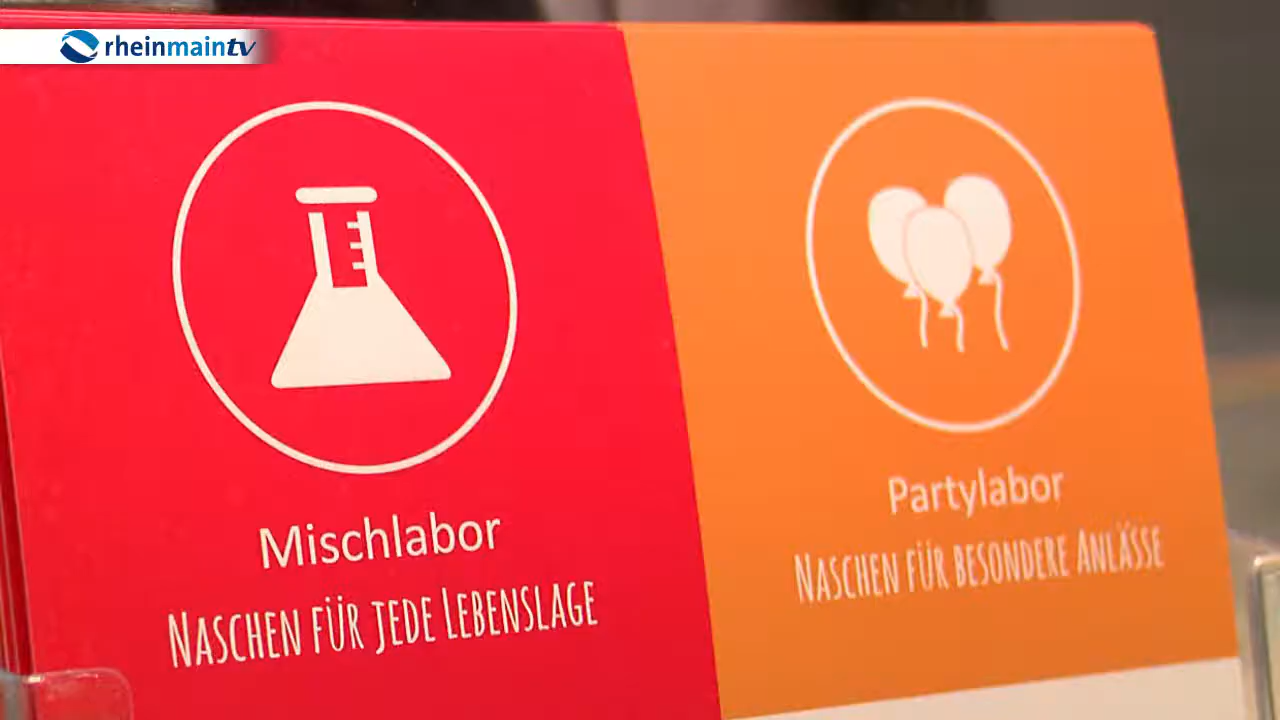 rheinmaintv
Mischlabor
NASCHEN FÜR JEDE LEBENSLAGE
Partylabor
NASCHEN FÜR BESONDERE ANLÄSSE